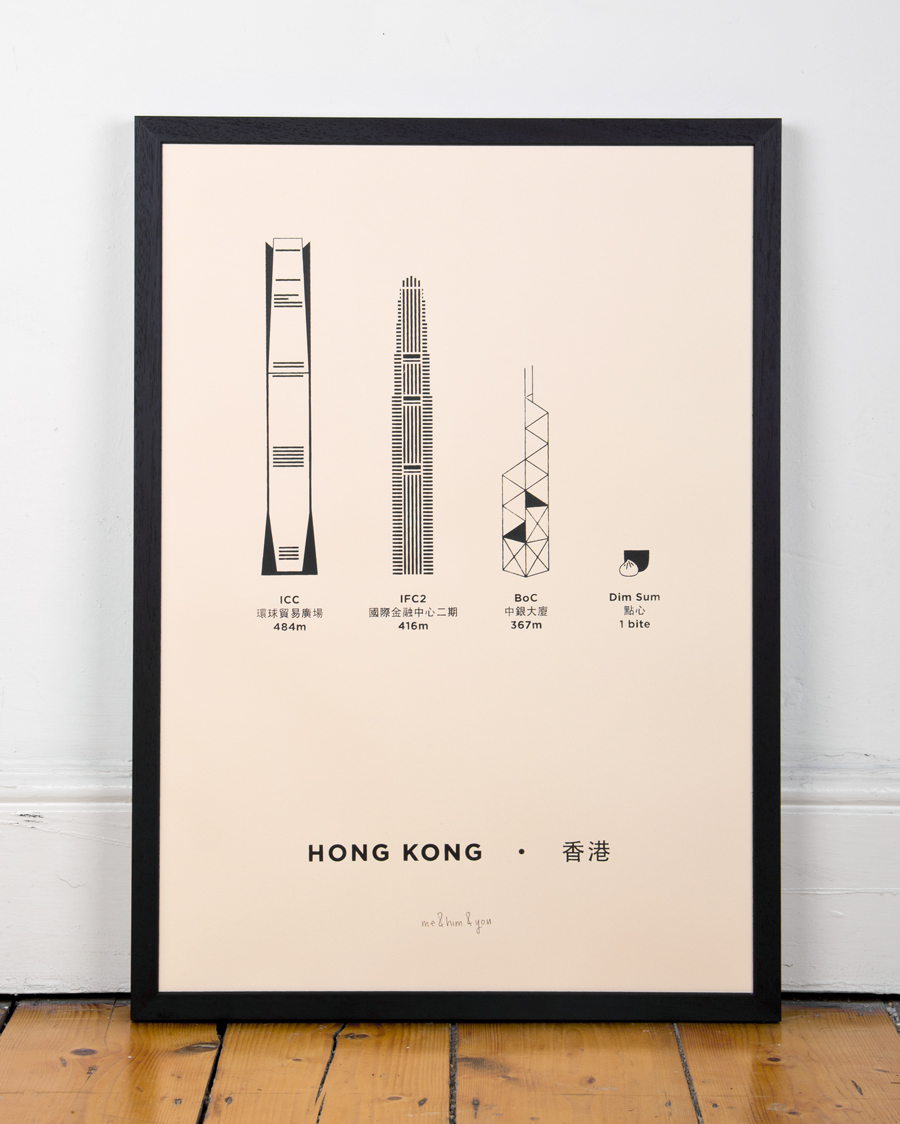 ICC
環球貿易廣場
484m
IFC2
國際金融中心二期
416m
BoC
中銀大廈
367m
Dim Sum
點心
1 bite
HONG KONG • 香港
me & him & you